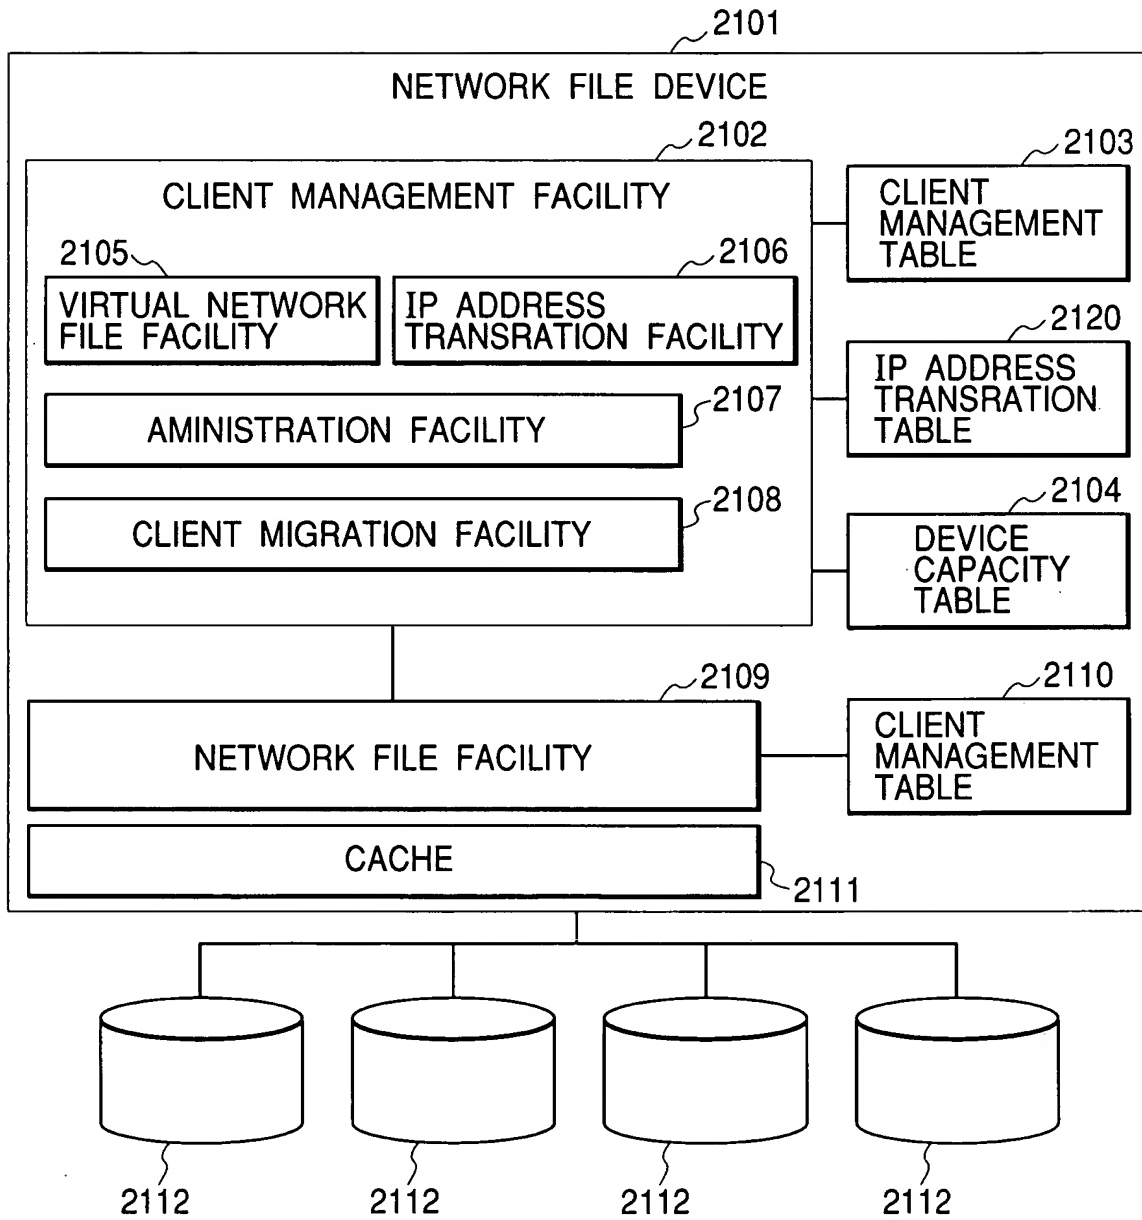 2101
NETWORK FILE DEVICE
2102
CLIENT MANAGEMENT FACILITY
2103
CLIENT
MANAGEMENT
TABLE
2105
VIRTUAL NETWORK
FILE FACILITY
2106
IP ADDRESS
TRANSRATION FACILITY
2120
IP ADDRESS
TRANSRATION
TABLE
2107
AMINISTRATION FACILITY
2108
CLIENT MIGRATION FACILITY
2104
DEVICE
CAPACITY
TABLE
2109
NETWORK FILE FACILITY
2110
CLIENT
MANAGEMENT
TABLE
CACHE
2111
2112
2112
2112
2112